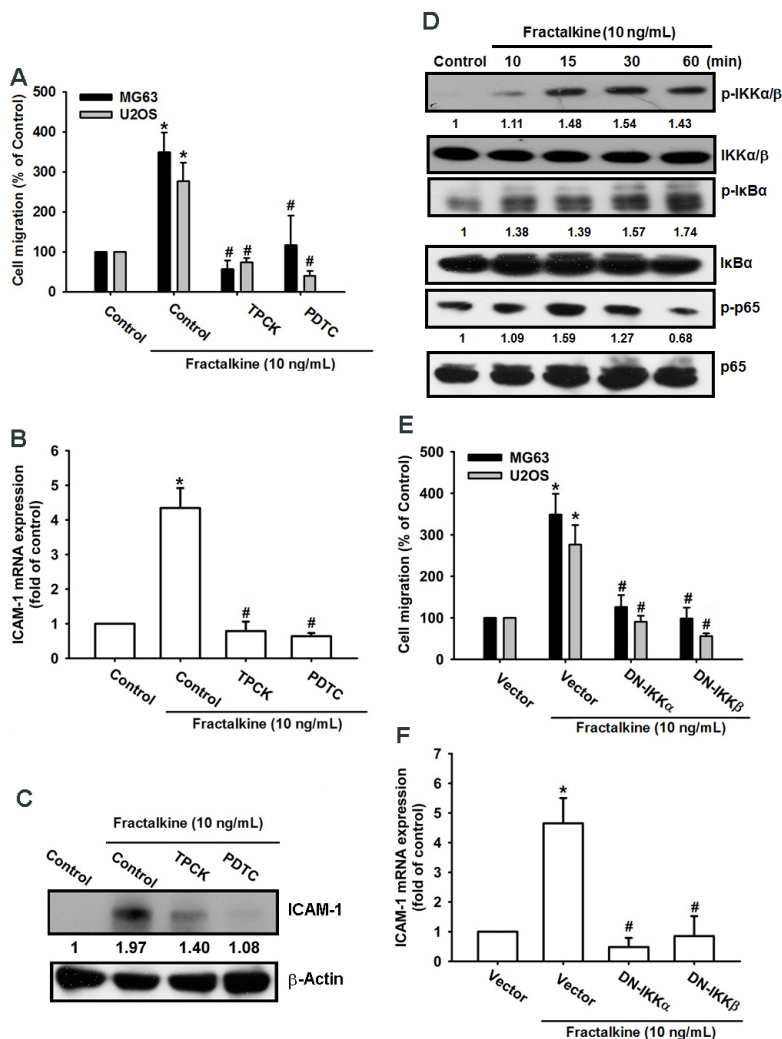 A
MG63
U2OS
Cell migration (% of Control)
500
400
300
200
100
0
*
*
#
#
#
#
Control
Control
TPCK
PDTC
Fractalkine (10 ng/mL)
B
ICAM-1 mRNA expression
(fold of control)
6
5
4
3
2
1
0
*
#
#
Control
Control
TPCK
PDTC
Fractalkine (10 ng/mL)
C
Fractalkine (10 ng/mL)
Control
Control
TPCK
PDTC
ICAM-1
1 1.97 1.40 1.08
β-Actin
D
Fractalkine (10 ng/mL)
Control 10 15 30 60 (min)
p-IKKα/β
1 1.11 1.48 1.54 1.43
IKKα/β
p-IκBα
1 1.38 1.39 1.57 1.74
IκBα
p-p65
1 1.09 1.59 1.27 0.68
p65
E
MG63
U2OS
Cell migration (% of Control)
500
400
300
200
100
0
*
*
#
#
#
#
Vector
Vector
DN-IKKα
DN-IKKβ
Fractalkine (10 ng/mL)
F
ICAM-1 mRNA expression
(fold of control)
7
6
5
4
3
2
1
0
*
#
#
Vector
Vector
DN-IKKα
DN-IKKβ
Fractalkine (10 ng/mL)